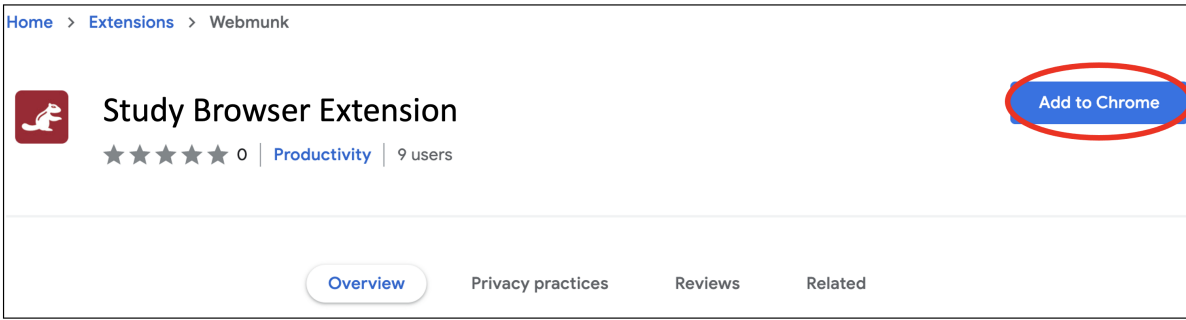 Home > Extensions > Webmunk
Study Browser Extension
Add to Chrome
0 | Productivity | 9 users
Overview Privacy practices Reviews Related